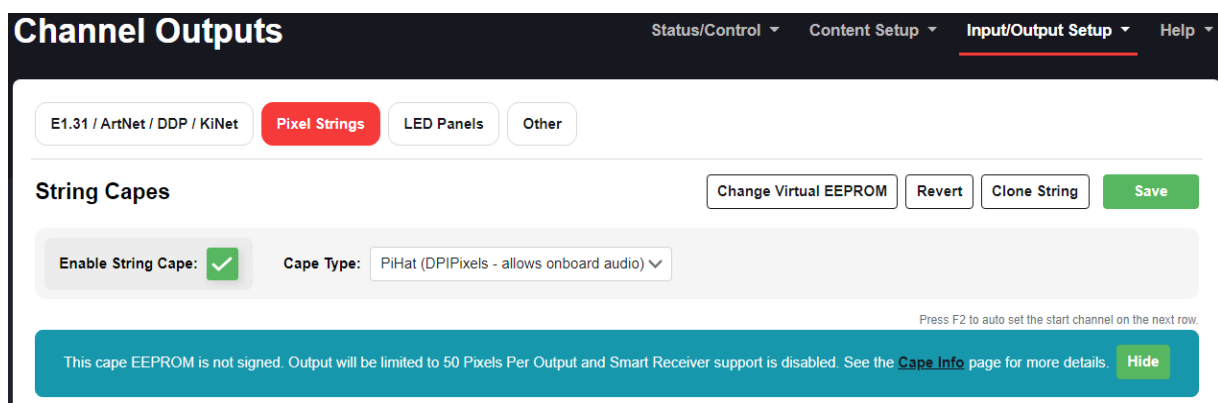 Channel Outputs
Status/Control Content Setup Input/Output Setup Help
E1.31 / ArtNet / DDP / KiNet Pixel Strings LED Panels Other
String Capes
Change Virtual EEPROM Revert Clone String Save
Enable String Cape: Cape Type: PiHat (DPIPixels - allows onboard audio)
Press F2 to auto set the start channel on the next row.
This cape EEPROM is not signed. Output will be limited to 50 Pixels Per Output and Smart Receiver support is disabled. See the Cape Info page for more details. Hide